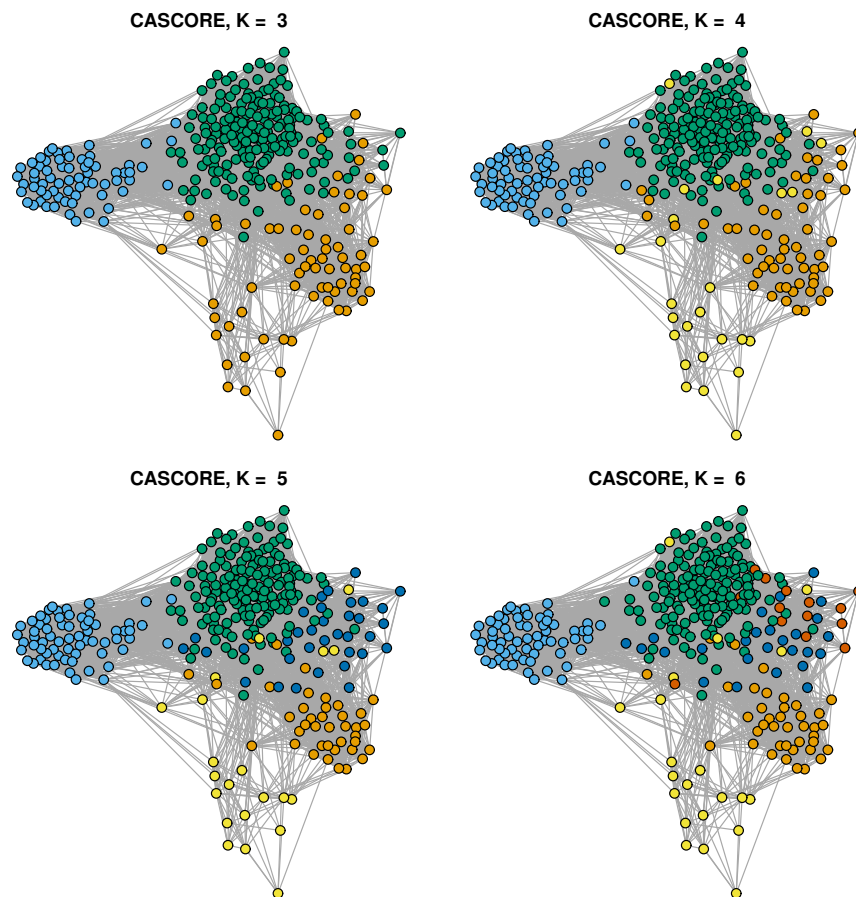 CASCORE, K = 3
CASCORE, K = 4
CASCORE, K = 5
CASCORE, K = 6